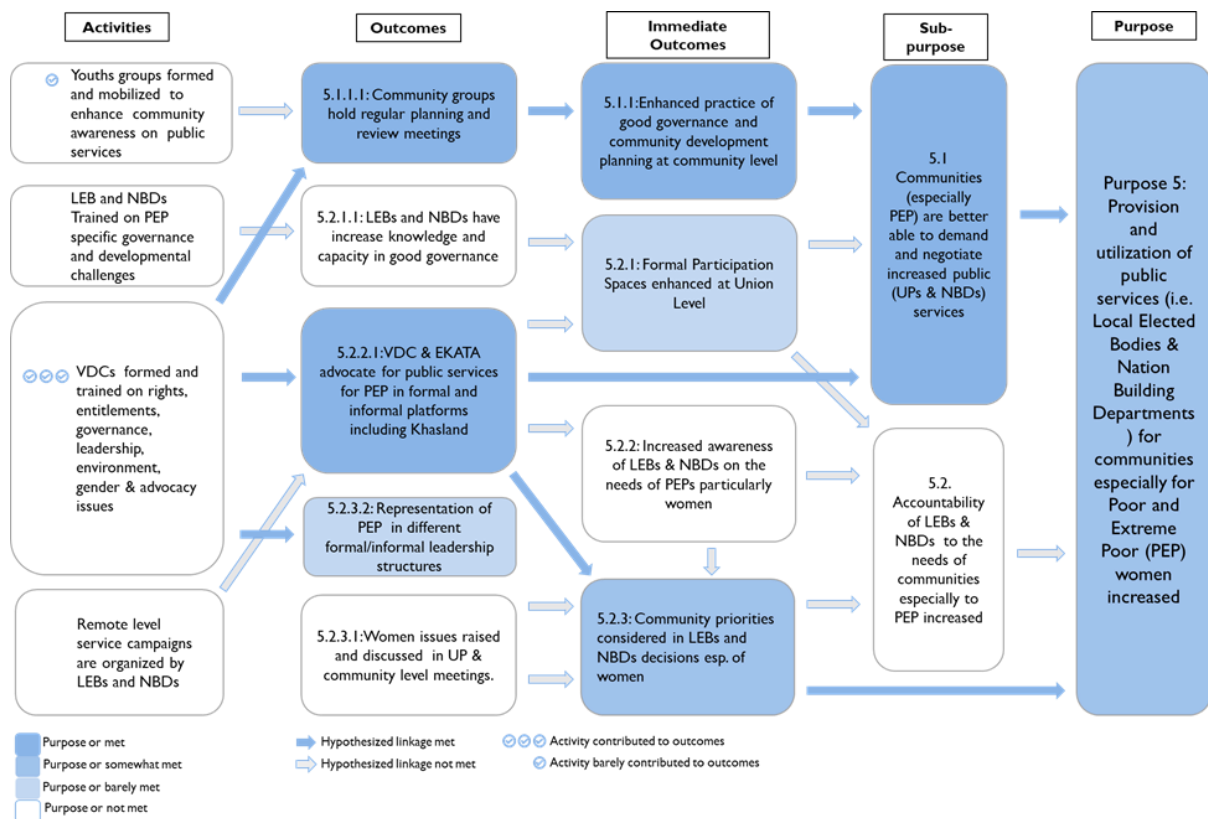 Activities
Outcomes
Immediate
Outcomes
Sub-
purpose
Purpose
Youths groups formed
and mobilized to
enhance community
awareness on public
services
LEB and NBDs
Trained on PEP
specific governance
and developmental
challenges
VDCs formed and
trained on rights,
entitlements,
governance,
leadership,
environment,
gender & advocacy
issues
Remote level
service campaigns
are organized by
LEBs and NBDs
5.1.1.1: Community groups
hold regular planning and
review meetings
5.2.1.1: LEBs and NBDs have
increase knowledge and
capacity in good governance
5.2.2.1: VDC & EKATA
advocate for public services
for PEP in formal and
informal platforms
including Khasland
5.2.3.2: Representation of
PEP in different
formal/informal leadership
structures
5.2.3.1: Women issues raised
and discussed in UP &
community level meetings.
5.1.1: Enhanced practice of
good governance and
community development
planning at community level
5.2.1: Formal Participation
Spaces enhanced at Union
Level
5.2.2: Increased awareness
of LEBs & NBDs on the
needs of PEPs particularly
women
5.2.3: Community priorities
considered in LEBs and
NBDs decisions esp. of
women
5.1
Communities
(especially
PEP) are better
able to demand
and negotiate
increased public
(UPs & NBDs)
services
5.2.
Accountability
of LEBs &
NBDs to the
needs of
communities
especially to
PEP increased
Purpose 5:
Provision
and
utilization of
public
services (i.e.
Local Elected
Bodies &
Nation
Building
Departments
) for
communities
especially for
Poor and
Extreme
Poor (PEP)
women
increased
Purpose or met
Purpose or somewhat met
Purpose or barely met
Purpose or not met
Hypothesized linkage met
Hypothesized linkage not met
Activity contributed to outcomes
Activity barely contributed to outcomes